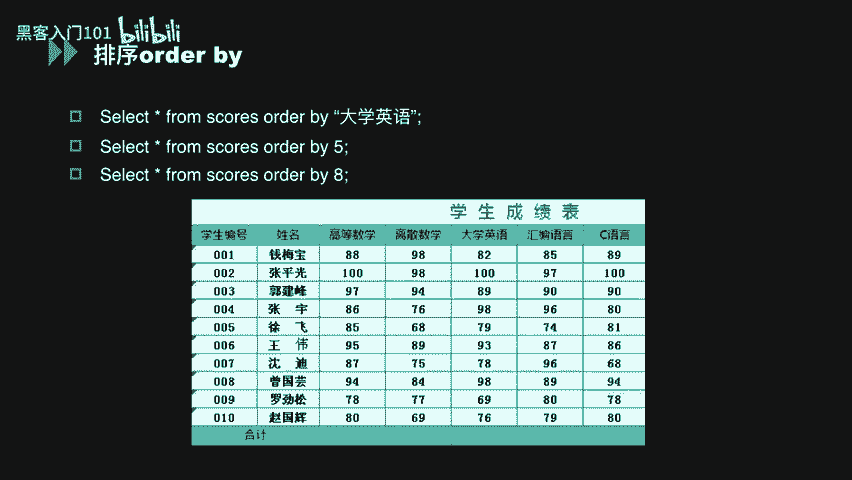 黑客入门101 bilibili
排序order by
Select * from scores order by “大学英语”;
Select * from scores order by 5;
Select * from scores order by 8;
学生成绩表
学生编号 姓名 高等数学 离散数学 大学英语 汇编语言 C语言
001 钱梅宝 88 98 82 85 89
002 张平光 100 98 100 97 100
003 郭建峰 97 94 89 90 90
004 张 宇 86 76 98 96 80
005 徐 飞 85 68 79 74 81
006 王 伟 95 89 93 87 86
007 沈 迪 87 75 78 96 68
008 曾国芸 94 84 98 89 94
009 罗劲松 78 77 69 80 78
010 赵国辉 80 69 76 79 80
合计